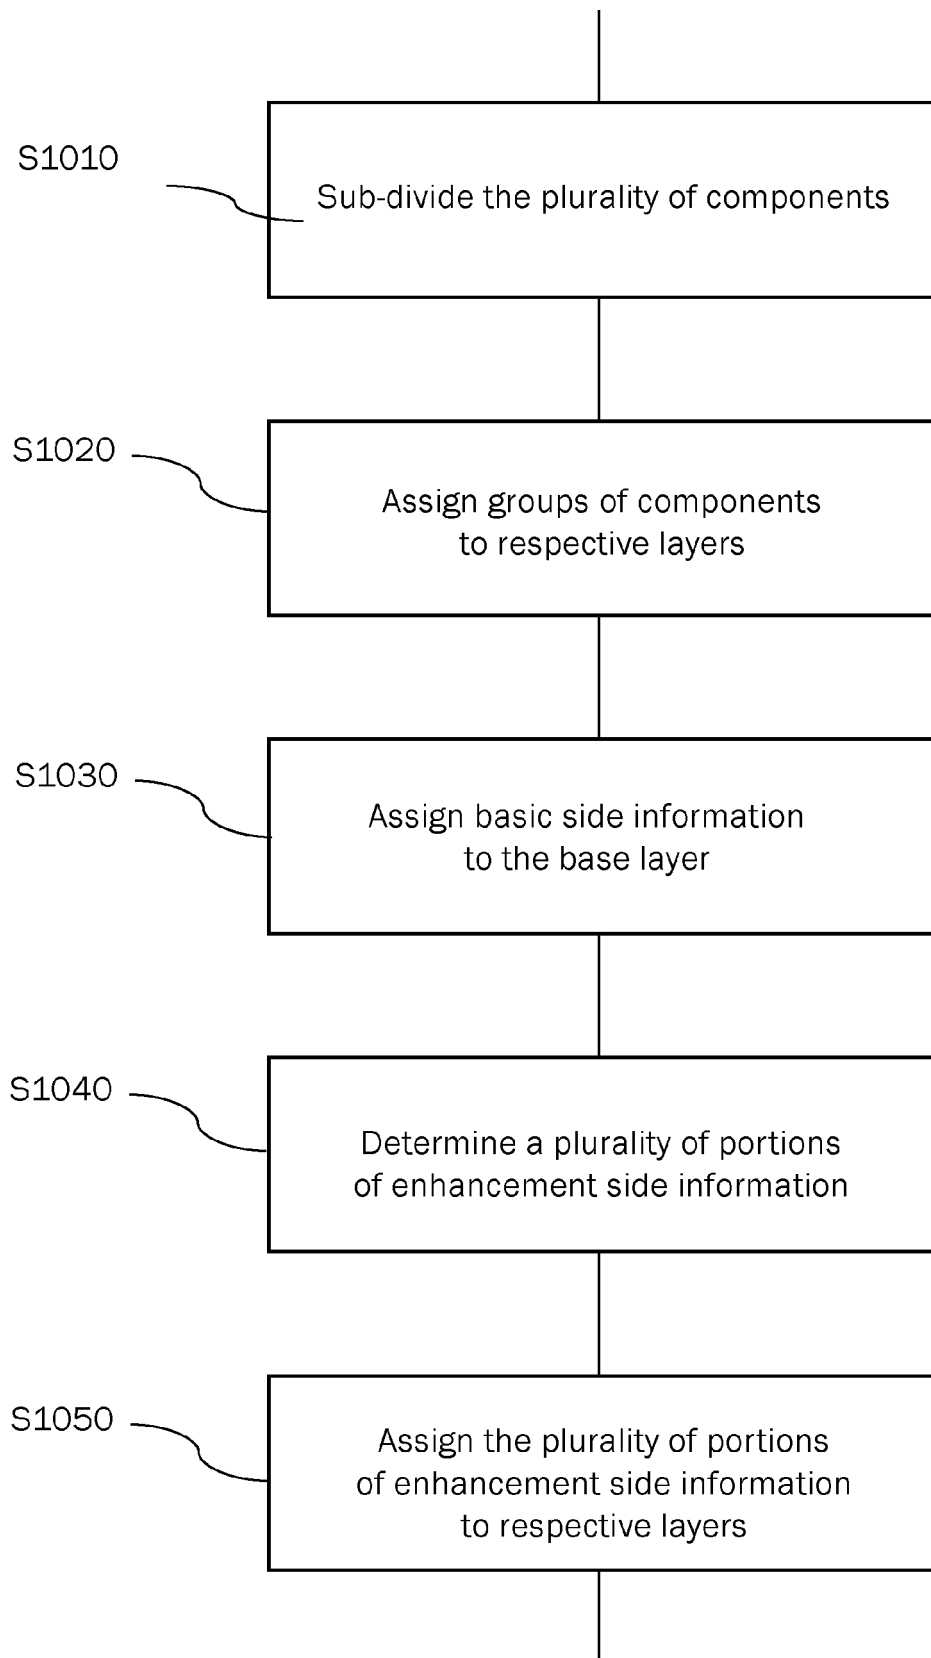 S1010
Sub-divide the plurality of components
S1020
Assign groups of components
to respective layers
S1030
Assign basic side information
to the base layer
S1040
Determine a plurality of portions
of enhancement side information
S1050
Assign the plurality of portions
of enhancement side information
to respective layers